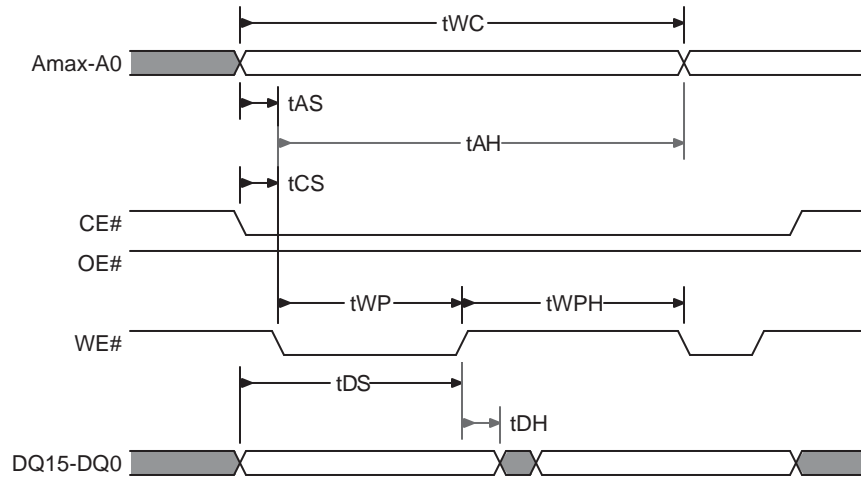 tWC
Amax-A0
tAS
tAH
tCS
CE#
OE#
tWP
tWPH
WE#
tDS
tDH
DQ15-DQ0